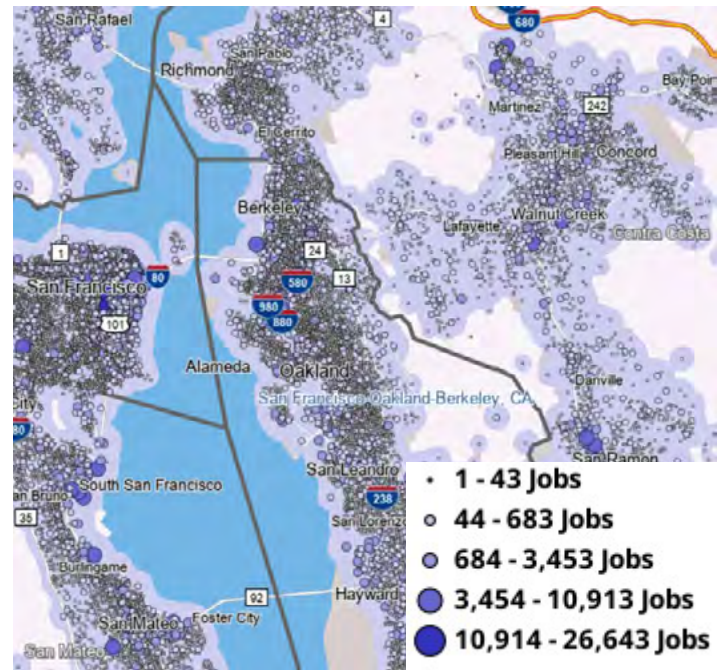 San Rafael
4
680
Richmond
San Pablo
Martinez
242
Bay Poin
El Cerrito
Pleasant Hill
Concord
Berkeley
Lafayette
Walnut Creek
Contra Costa
1
80
24
13
580
San Francisco
980
880
101
Alameda
Oakland
Danville
San Francisco-Oakland-Berkeley, CA
City
80
San Ramon
San Leandro
South San Francisco
an Bruno
238
35
San Lorenzo
Burlingame
92
Hayward
Foster City
San Mateo
San Mateo
1 - 43 Jobs
44 - 683 Jobs
684 - 3,453 Jobs
3,454 - 10,913 Jobs
10,914 - 26,643 Jobs